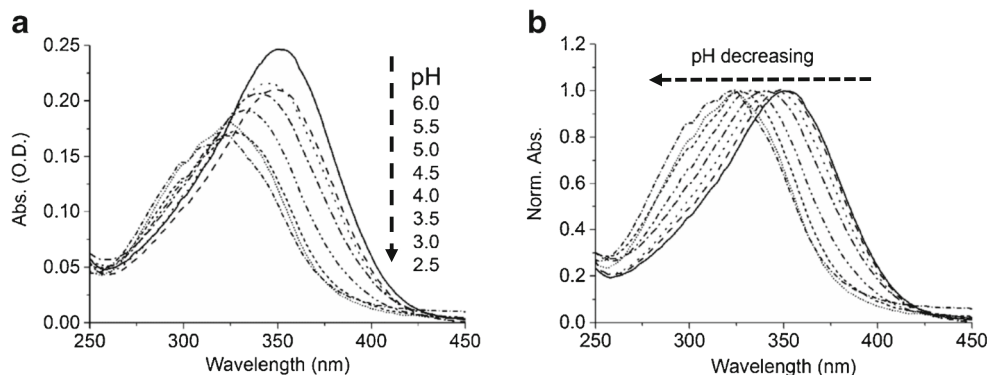 a
0.25
0.20
0.15
0.10
0.05
0.00
Abs. (O.D.)
250 300 350 400 450
Wavelength (nm)
pH
6.0
5.5
5.0
4.5
4.0
3.5
3.0
2.5
b
pH decreasing
1.2
1.0
0.8
0.6
0.4
0.2
0.0
Norm. Abs.
250 300 350 400 450
Wavelength (nm)